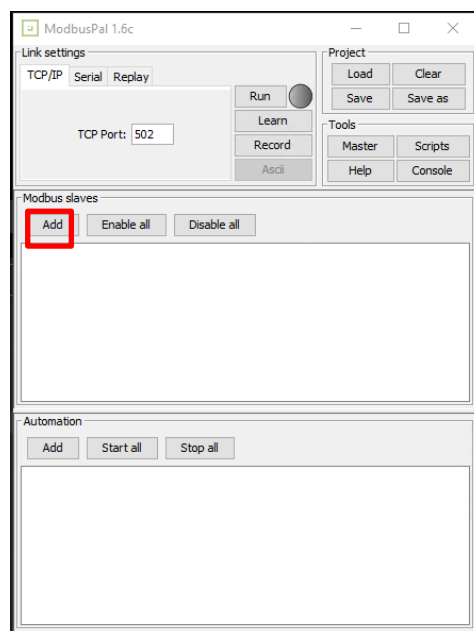 ModbusPal 1.6c
Link settings
TCP/IP Serial Replay
TCP Port: 502
Run
Learn
Record
Ascii
Project
Load Clear
Save Save as
Tools
Master Scripts
Help Console
Modbus slaves
Add Enable all Disable all
Automation
Add Start all Stop all